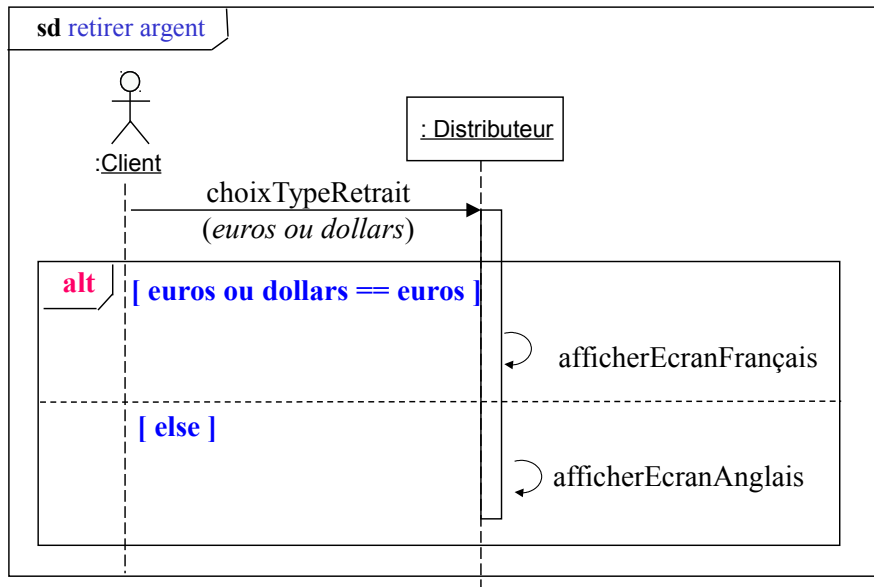 sd retirer argent
: Distributeur
:Client
choixTypeRetrait
(euros ou dollars)
alt
[ euros ou dollars == euros ]
afficherEcranFrançais
[ else ]
afficherEcranAnglais